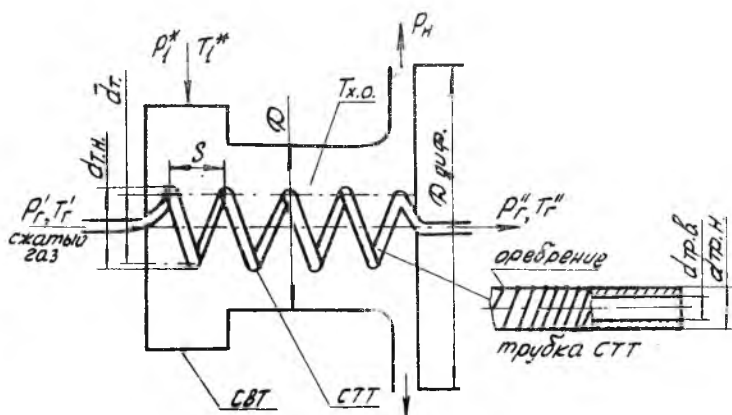 P₁* T₁*
Pн
dт.
Tх.о.
dт.н.
S
D
D диф.
Pг', Tг'
сжатый
газ
Pг", Tг"
оребрение
dтр.в
dтр.н
трубка СТТ
СВТ
СТТ